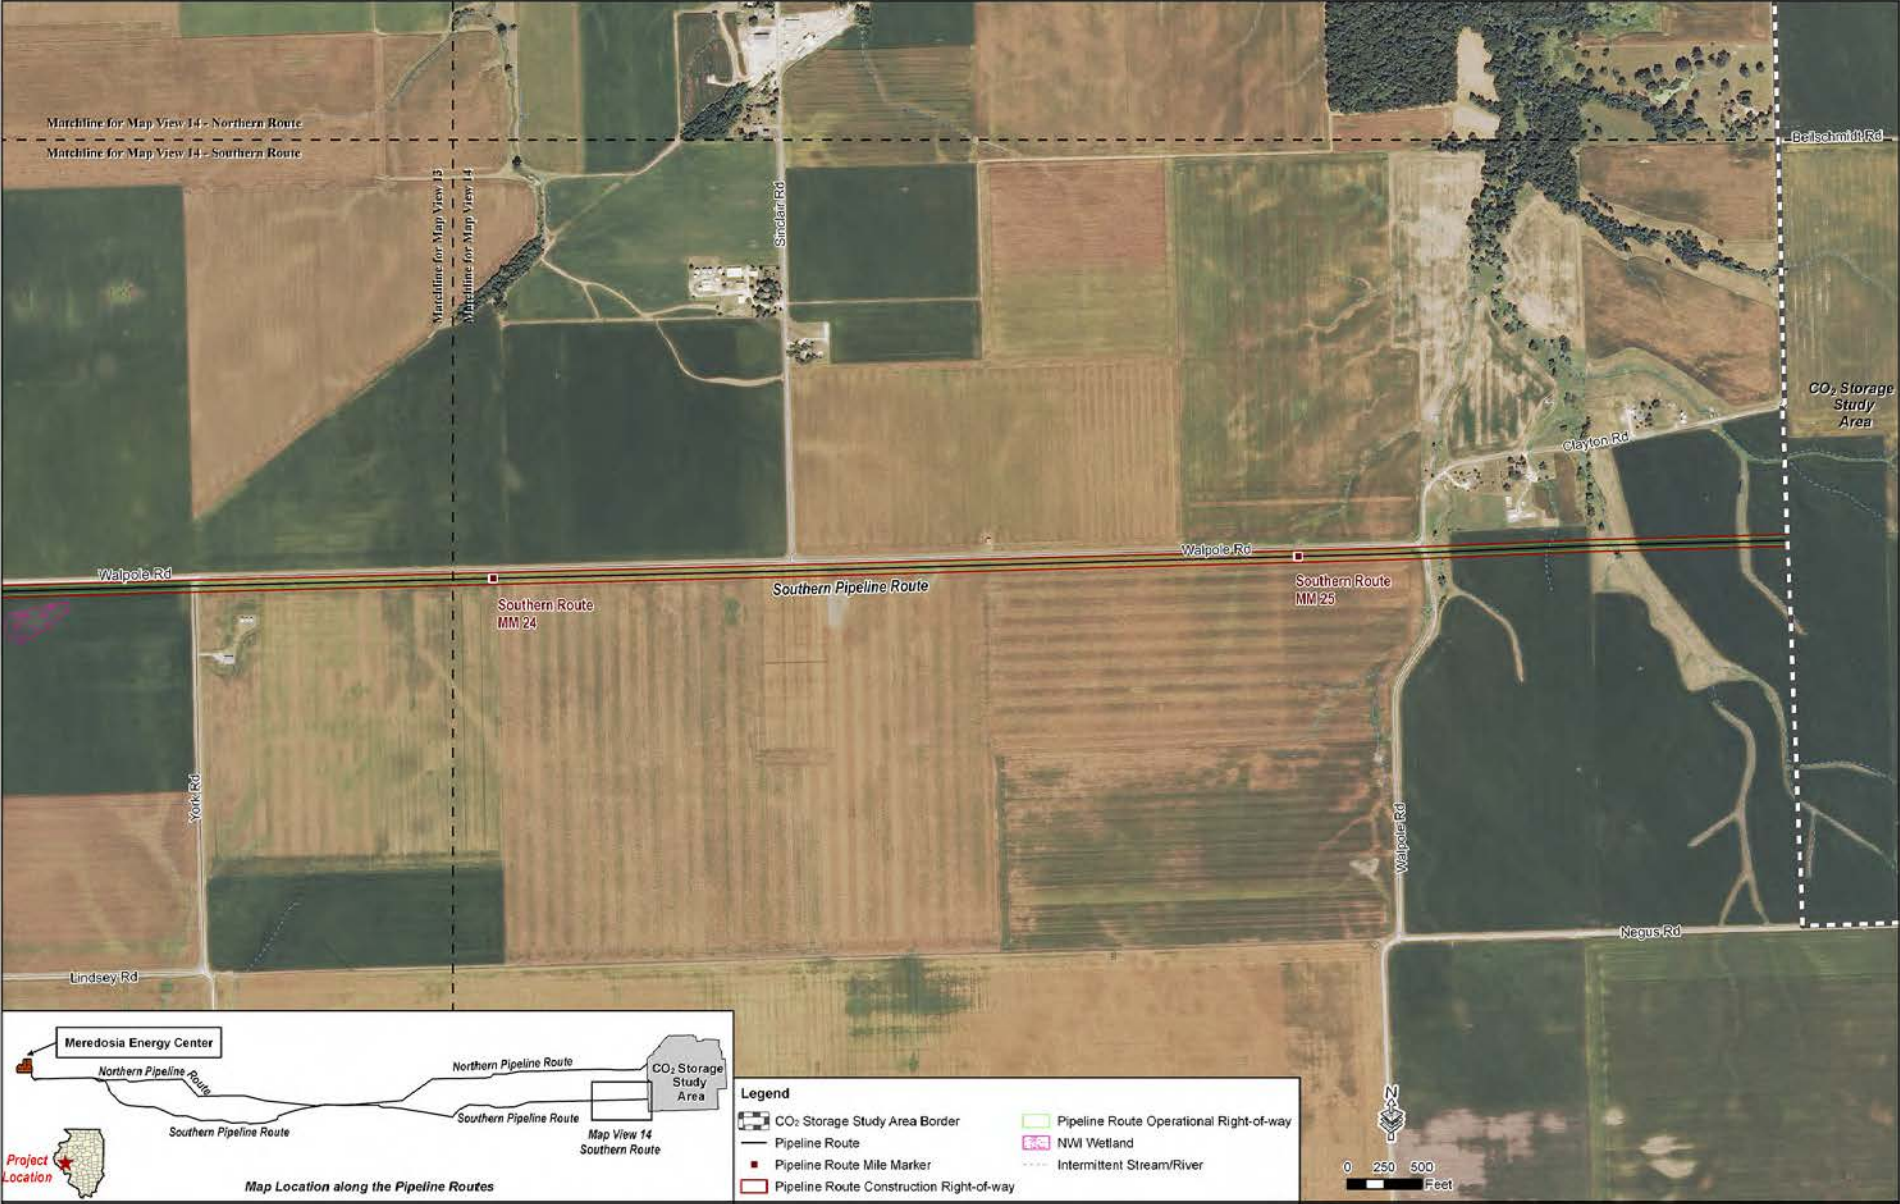 Matchline for Map View 14 - Northern Route
Matchline for Map View 14 - Southern Route
Beilschmidt Rd
Matchline for Map View 13
Matchline for Map View 14
Sinclair Rd
CO₂ Storage
Study
Area
Clayton Rd
Walpole Rd
Walpole Rd
Southern Pipeline Route
Southern Route
MM 24
Southern Route
MM 25
York Rd
Walpole Rd
Negus Rd
Lindsey Rd
Meredosia Energy Center
Northern Pipeline Route
Southern Pipeline Route
Northern Pipeline Route
Southern Pipeline Route
CO₂ Storage
Study
Area
Map View 14
Southern Route
Project
Location
Map Location along the Pipeline Routes
Legend
CO₂ Storage Study Area Border
Pipeline Route
Pipeline Route Mile Marker
Pipeline Route Construction Right-of-way
Pipeline Route Operational Right-of-way
NWI Wetland
Intermittent Stream/River
N
0 250 500
Feet